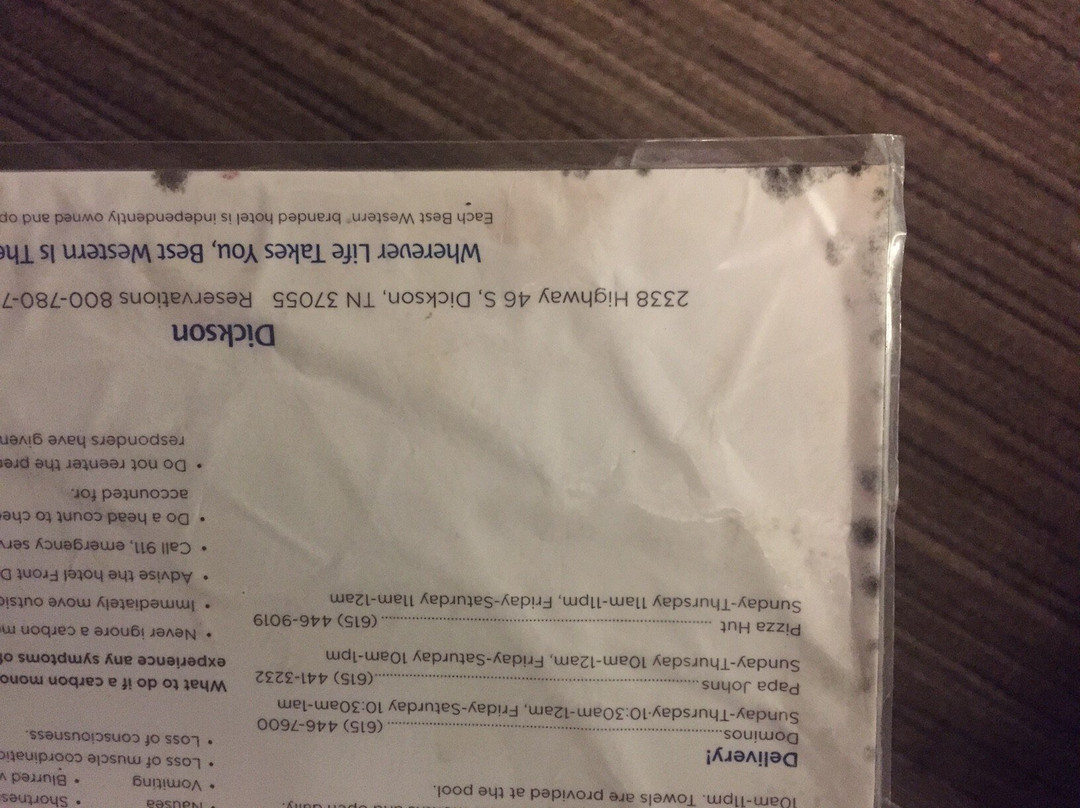 10am-11pm. Towels are provided at the pool.
Delivery!
Dominos (615) 446-7600
Sunday-Thursday-10:30am-12am, Friday-Saturday 10:30am-1am
Papa Johns (615) 441-3232
Sunday-Thursday 10am-12am, Friday-Saturday 10am-1pm
Pizza Hut (615) 446-9019
Sunday-Thursday 11am-11pm, Friday-Saturday 11am-12am
• Nausea
• Vomiting • Blurred
• Loss of muscle
• Loss of consciousness.
What to do if a carbon
experience any symptoms of
• Never ignore a carbon
• Immediately move
• Advise the hotel Front
• Call 911, emergency
• Do a head count to
accounted for.
• Do not reenter the
responders have given
Dickson
2338 Highway 46 S, Dickson, TN 37055 Reservations 800-780-7
Wherever Life Takes You, Best Western Is
Each Best Western® branded hotel is independently owned and